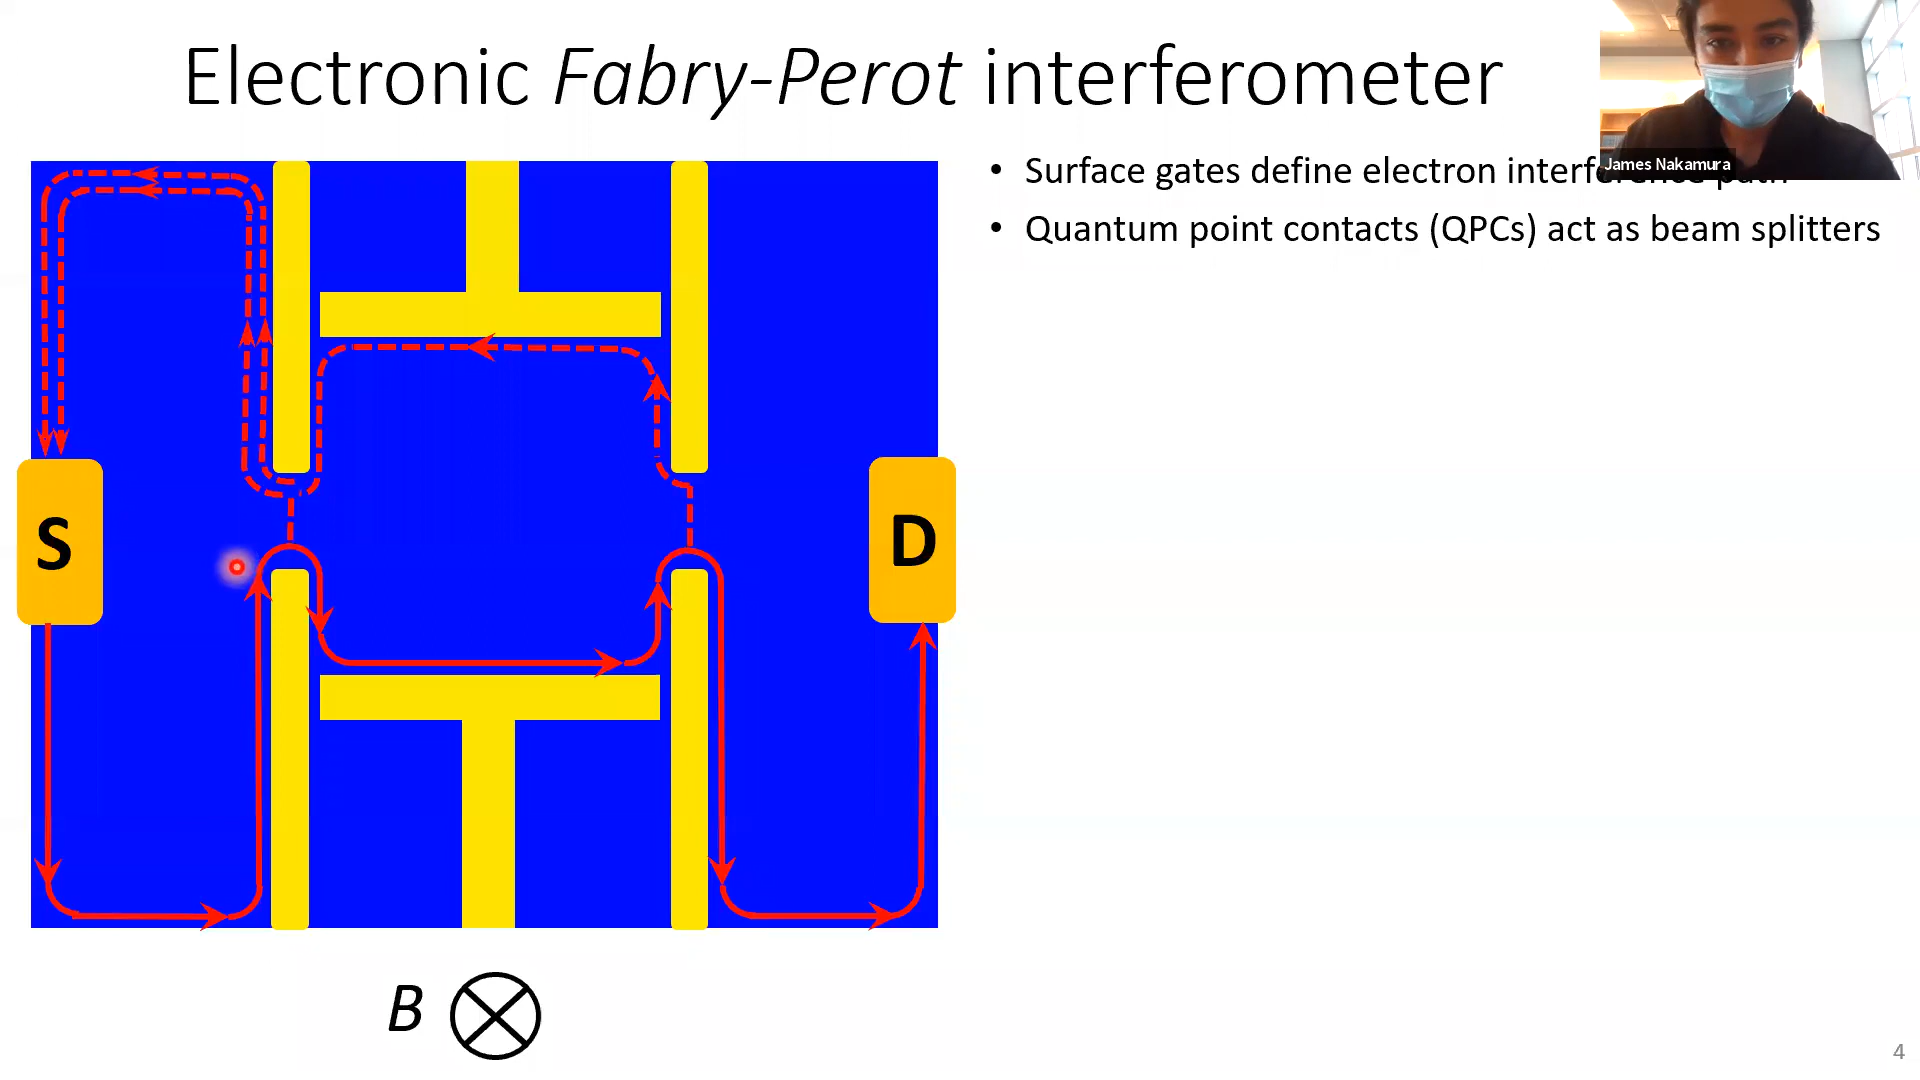 Electronic Fabry-Perot interferometer
James Nakamura
• Surface gates define electron interference path
• Quantum point contacts (QPCs) act as beam splitters
S
D
B
4